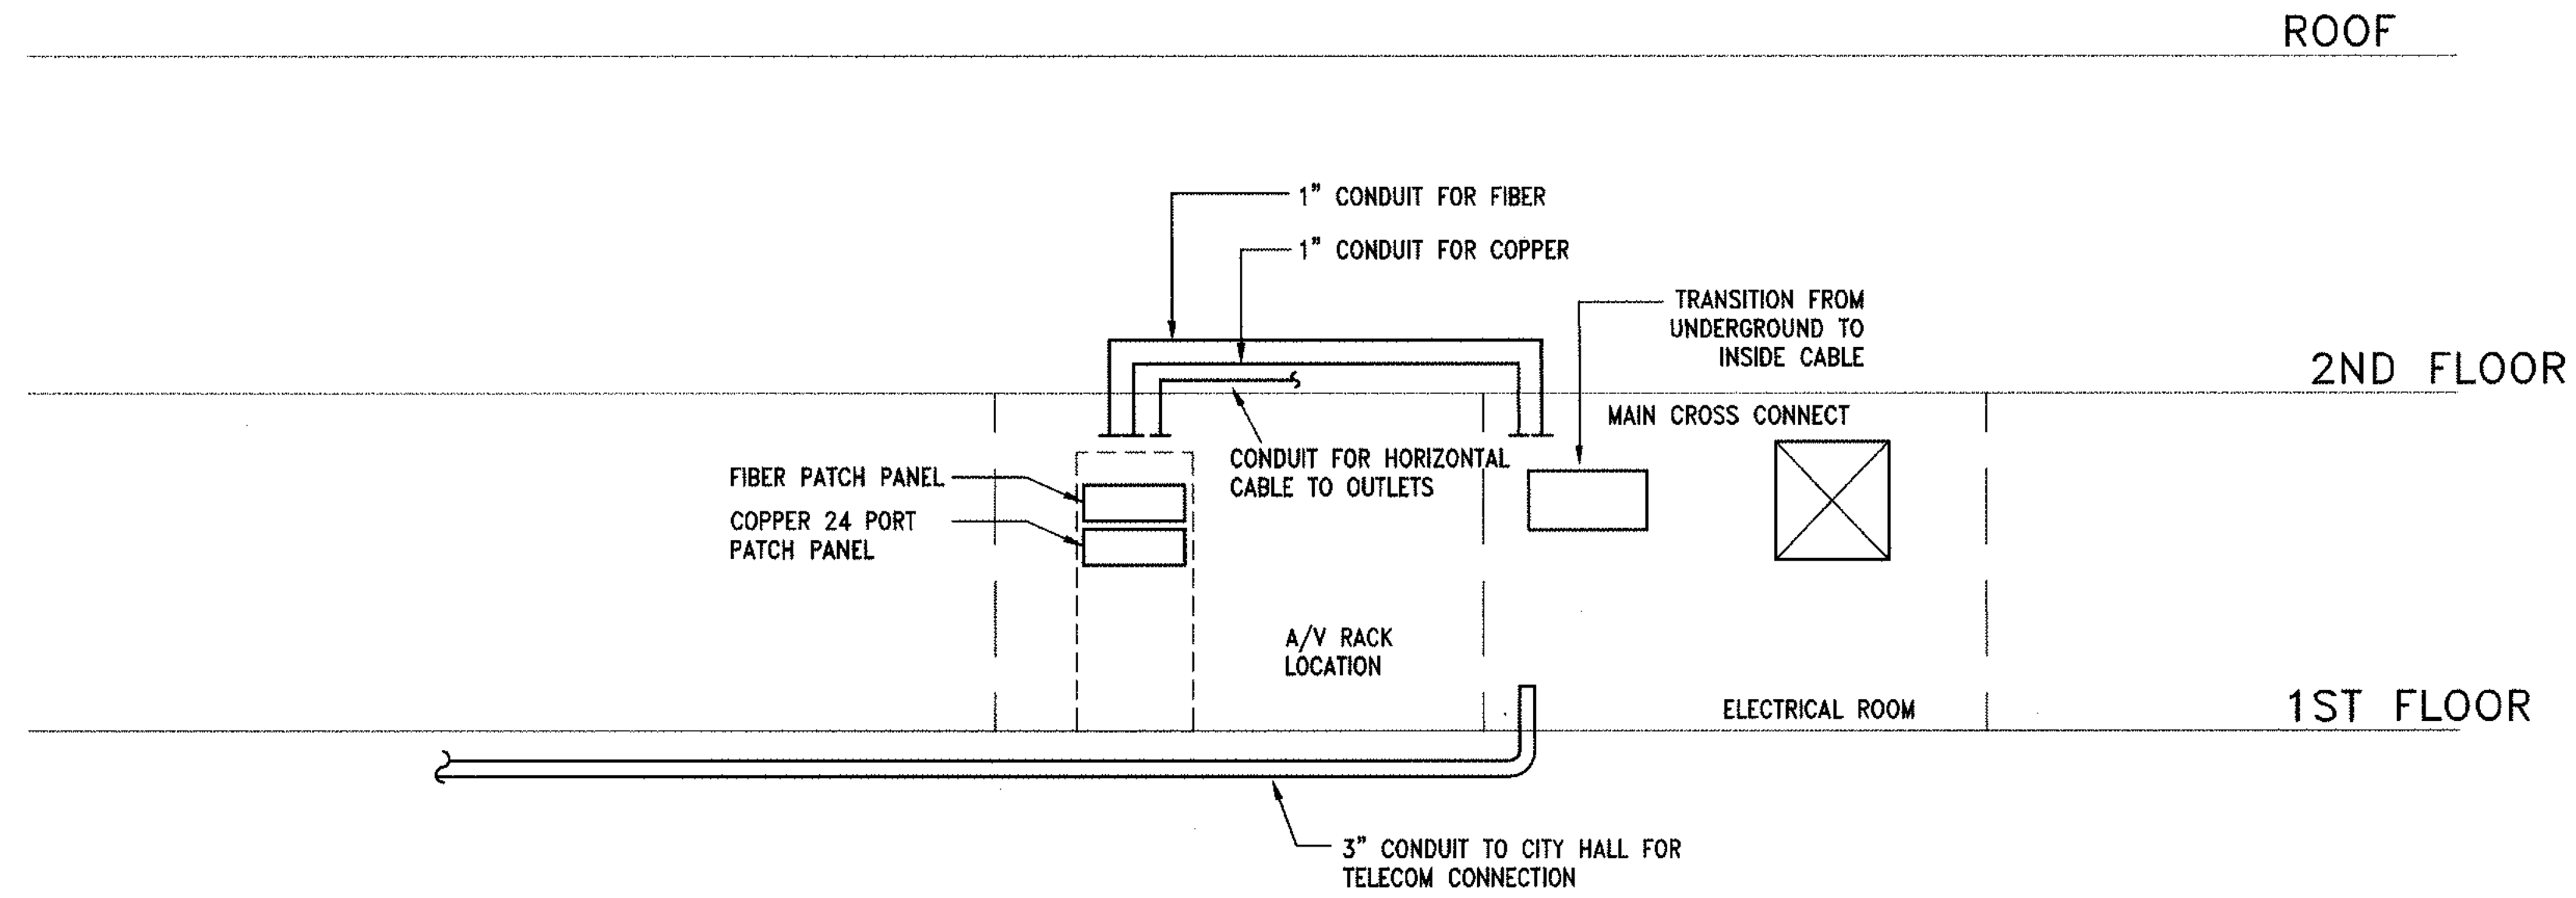 ROOF
1" CONDUIT FOR FIBER
1" CONDUIT FOR COPPER
TRANSITION FROM
UNDERGROUND TO
INSIDE CABLE
2ND FLOOR
MAIN CROSS CONNECT
CONDUIT FOR HORIZONTAL
CABLE TO OUTLETS
FIBER PATCH PANEL
COPPER 24 PORT
PATCH PANEL
A/V RACK
LOCATION
ELECTRICAL ROOM
1ST FLOOR
3" CONDUIT TO CITY HALL FOR
TELECOM CONNECTION